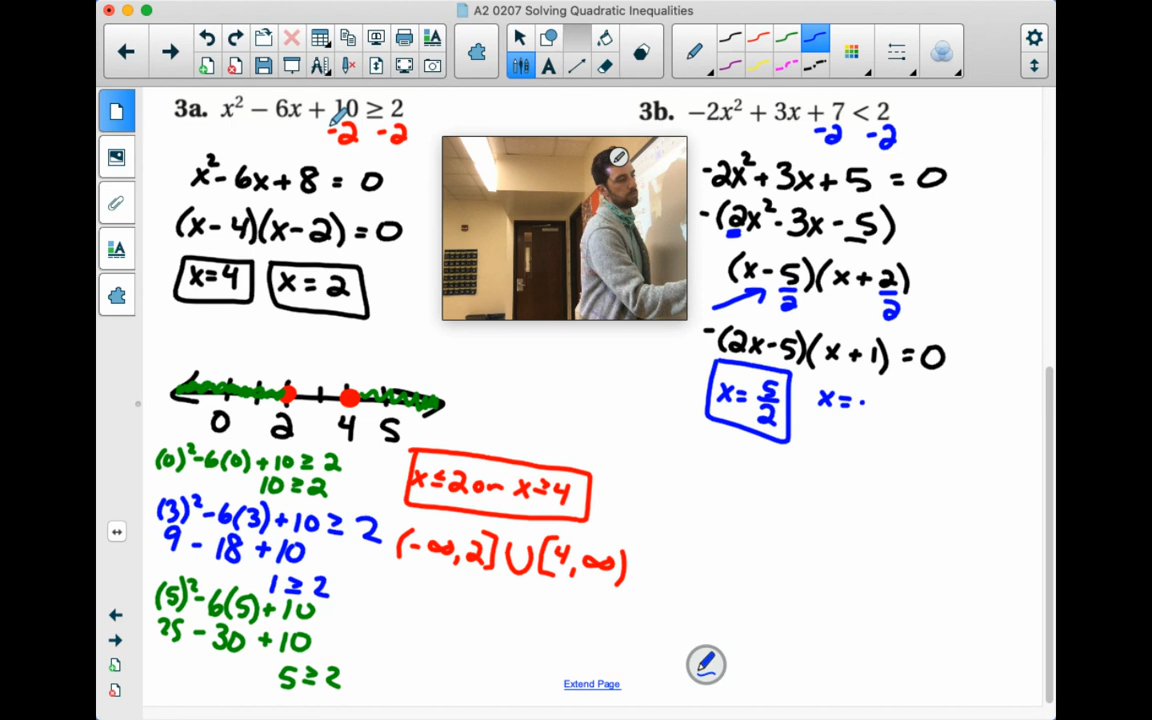 A2 0207 Solving Quadratic Inequalities
3a. x² − 6x + 10 ≥ 2
-2 -2
x² - 6x + 8 = 0
(x - 4)(x - 2) = 0
x = 4 x = 2
0 2 4 5
(0)² - 6(0) + 10 ≥ 2
10 ≥ 2
(3)² - 6(3) + 10 ≥ 2
9 - 18 + 10
1 ≥ 2
(5)² - 6(5) + 10
25 - 30 + 10
5 ≥ 2
x ≤ 2 or x ≥ 4
(-∞, 2] ∪ [4, ∞)
3b. −2x² + 3x + 7 < 2
-2 -2
-2x² + 3x + 5 = 0
-(2x² - 3x - 5)
(x - 5/2)(x + 2/2)
-(2x - 5)(x + 1) = 0
x = 5/2 x = .
Extend Page